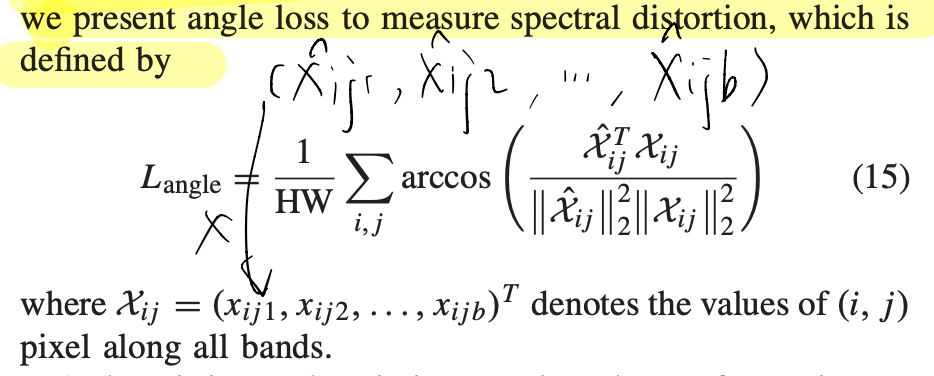 we present angle loss to measure spectral distortion, which is
defined by
(x̂ij1, x̂ij2, ..., x̂ijb)
L_angle = 1/HW ∑_{i,j} arccos ( 𝒳̂_ij^T 𝒳_ij / ‖𝒳̂_ij‖_2^2 ‖𝒳_ij‖_2^2 ) (15)
X
where 𝒳_ij = (x_ij1, x_ij2, . . . , x_ijb)^T denotes the values of (i, j)
pixel along all bands.